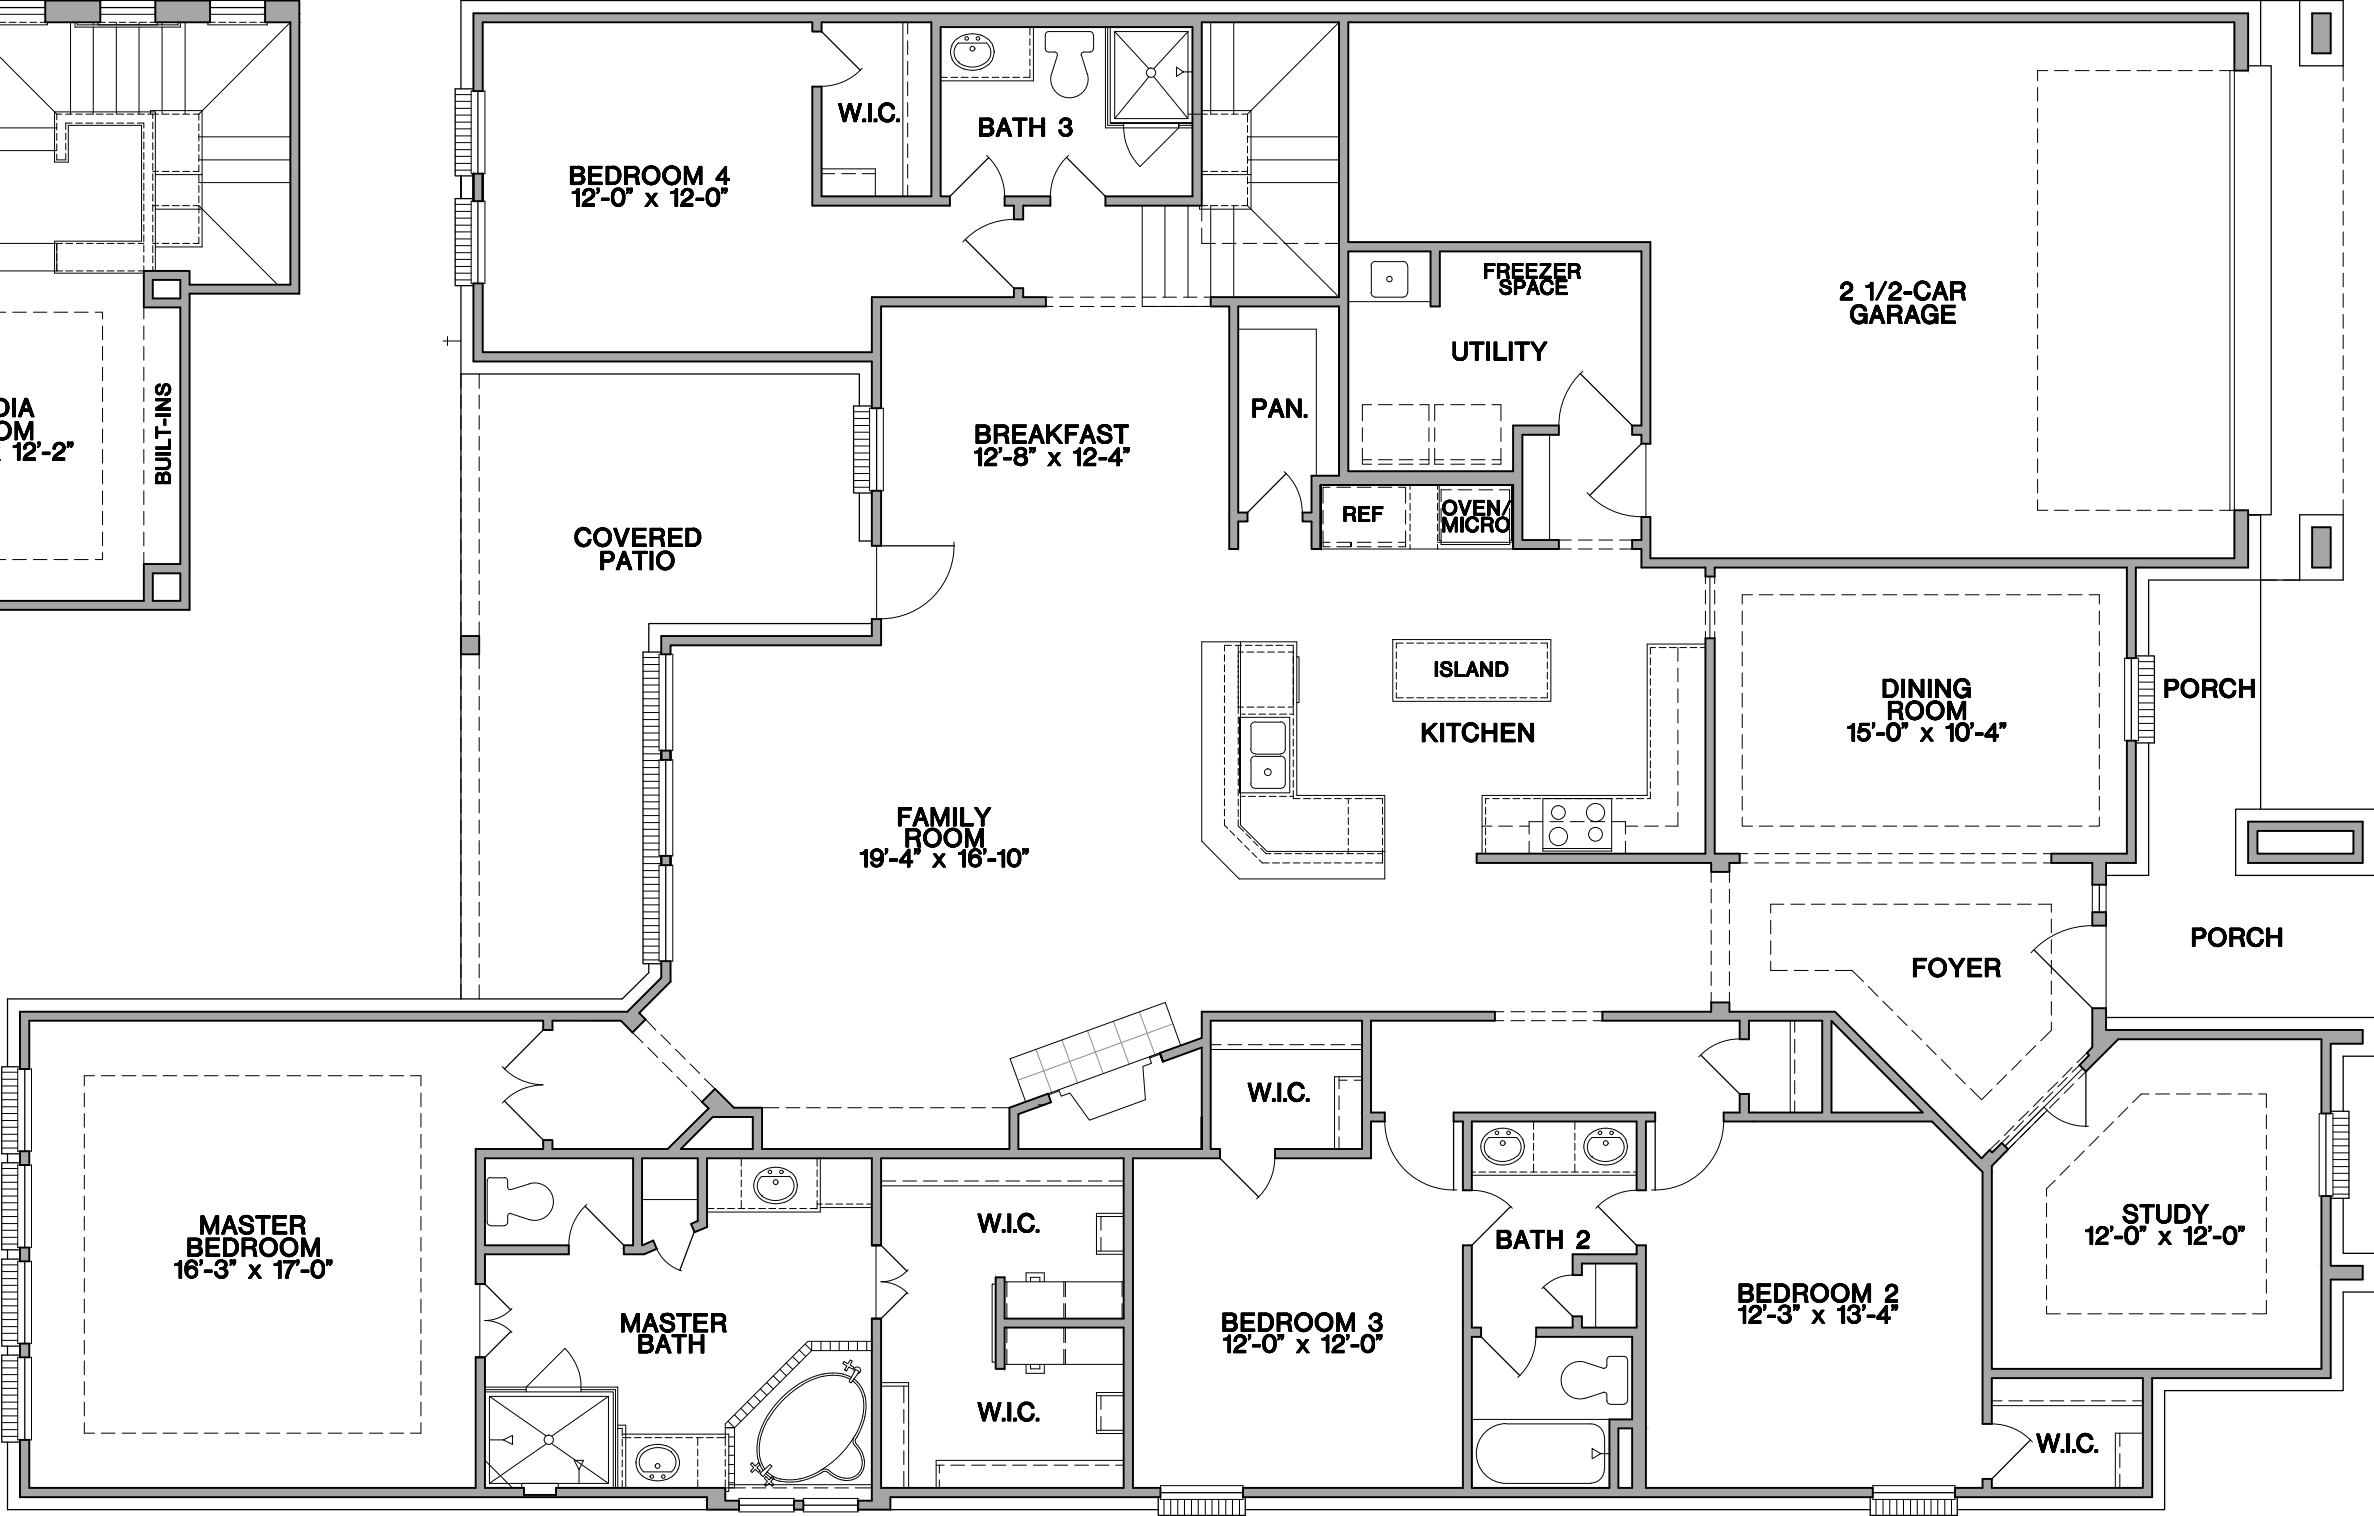 W.I.C.
BATH 3
BEDROOM 4
12'-0" x 12-0"
FREEZER
SPACE
2 1/2-CAR
GARAGE
UTILITY
BUILT-INS
12'-2"
PAN.
BREAKFAST
12'-8" x 12-4"
COVERED
PATIO
REF
OVEN/
MICRO
ISLAND
KITCHEN
DINING
ROOM
15'-0" x 10'-4"
PORCH
FAMILY
ROOM
19'-4" x 16'-10"
PORCH
FOYER
W.I.C.
MASTER
BEDROOM
16'-3" x 17'-0"
W.I.C.
BATH 2
STUDY
12'-0" x 12'-0"
MASTER
BATH
BEDROOM 3
12'-0" x 12'-0"
BEDROOM 2
12'-3" x 13'-4"
W.I.C.
W.I.C.